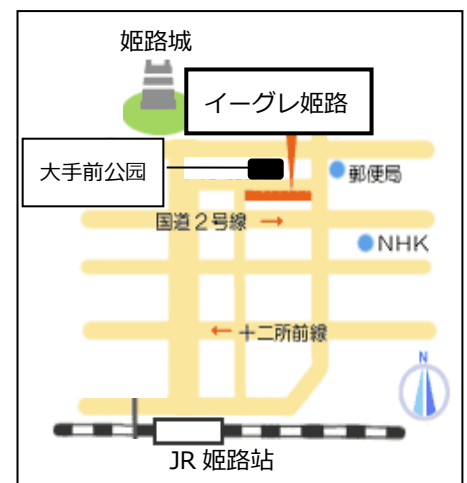 姫路城
イーグレ姫路
大手前公园
郵便局
国道２号線 →
NHK
← 十二所前線
N
JR 姫路站